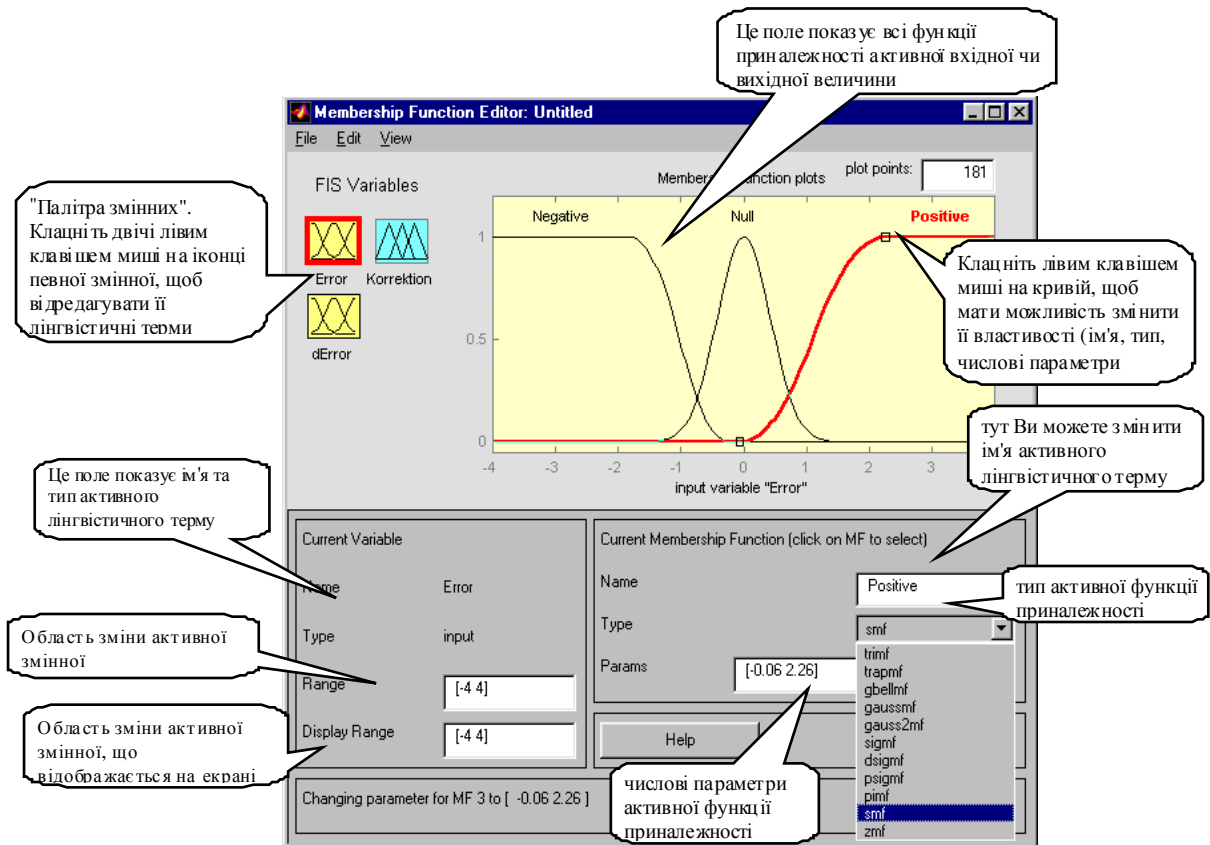 Це поле показує всі функції
приналежності активної вхідної чи
вихідної величини
Membership Function Editor: Untitled
File Edit View
FIS Variables
plot points: 181
"Палітра змінних".
Клацніть двічі лівим
клавішем миші на іконці
певної змінної, щоб
відредагувати її
лінгвістичні терми
Error
Korrektion
dError
Function plots
Negative
Null
Positive
1
0.5
0
-4 -3 -2 -1 0 1 2 3
input variable "Error"
Клацніть лівим клавішем
миші на кривій, щоб
мати можливість змінити
її властивості (ім'я, тип,
числові параметри
тут Ви можете змінити
ім'я активного
лінгвістичного терму
Це поле показує ім'я та
тип активного
лінгвістичного терму
Current Variable
Name Error
Type input
Range [-4 4]
Display Range [-4 4]
Область зміни активної
змінної
Область зміни активної
змінної, що
відображається на екрані
Current Membership Function (click on MF to select)
Name Positive
Type smf
Params [-0.06 2.26]
тип активної функції
приналежності
trimf
trapmf
gbellmf
gaussmf
gauss2mf
sigmf
dsigmf
psigmf
pimf
smf
zmf
Help
числові параметри
активної функції
приналежності
Changing parameter for MF 3 to [ -0.06 2.26 ]